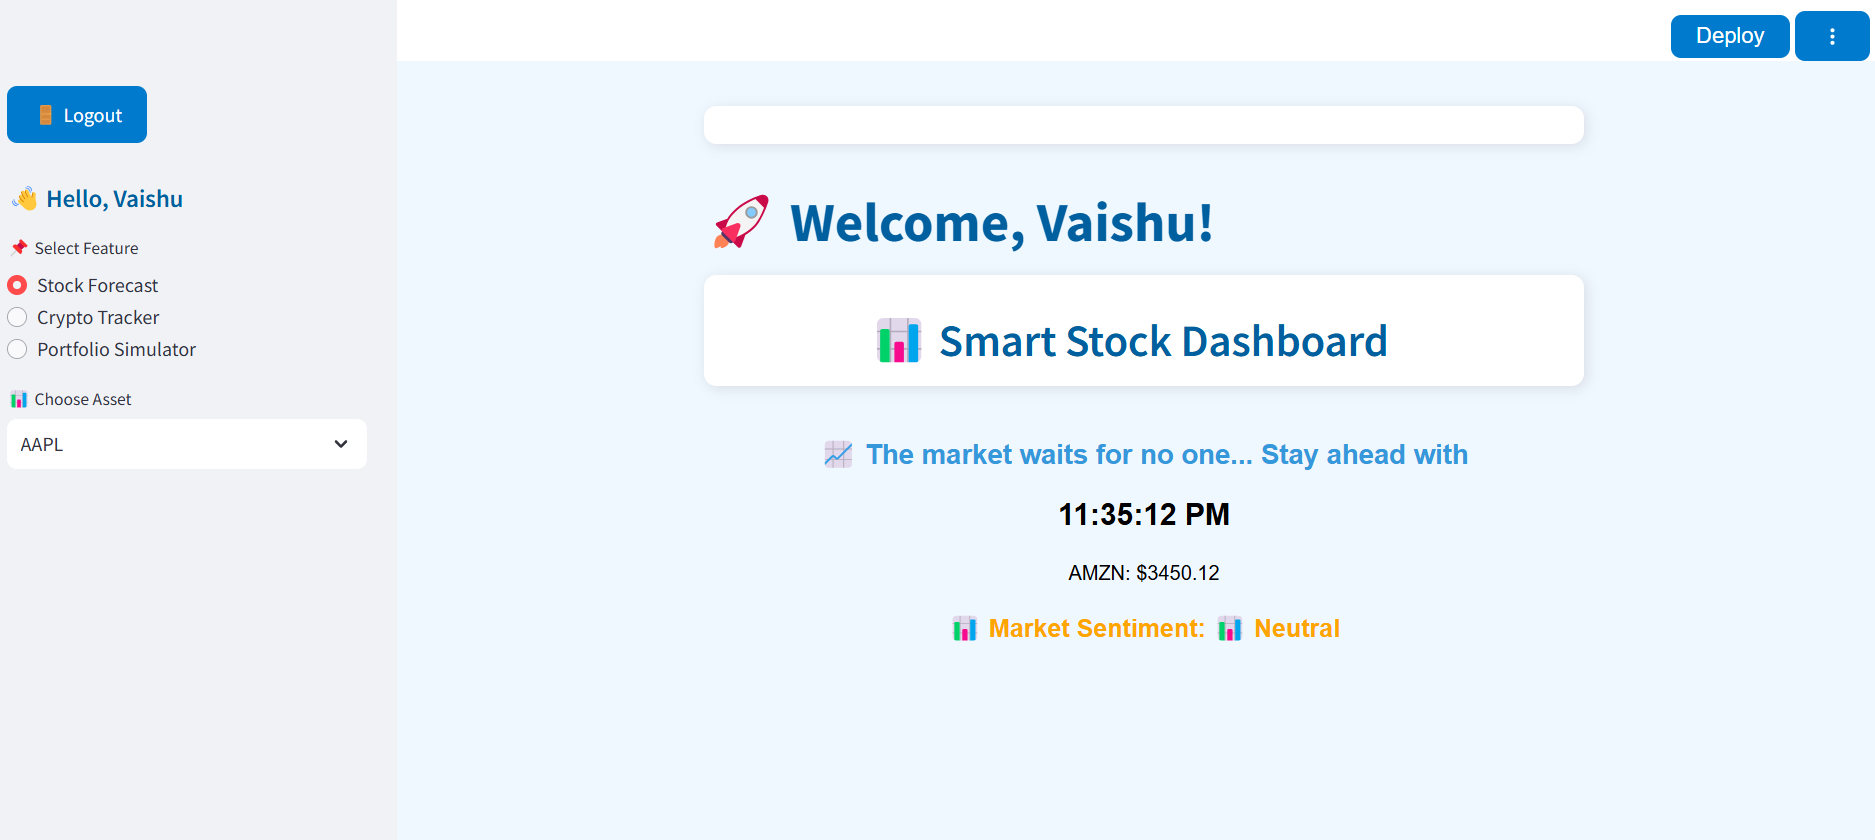 Deploy
Logout
Hello, Vaishu
Select Feature
Stock Forecast
Crypto Tracker
Portfolio Simulator
Choose Asset
AAPL
Welcome, Vaishu!
Smart Stock Dashboard
The market waits for no one... Stay ahead with
11:35:12 PM
AMZN: $3450.12
Market Sentiment: Neutral